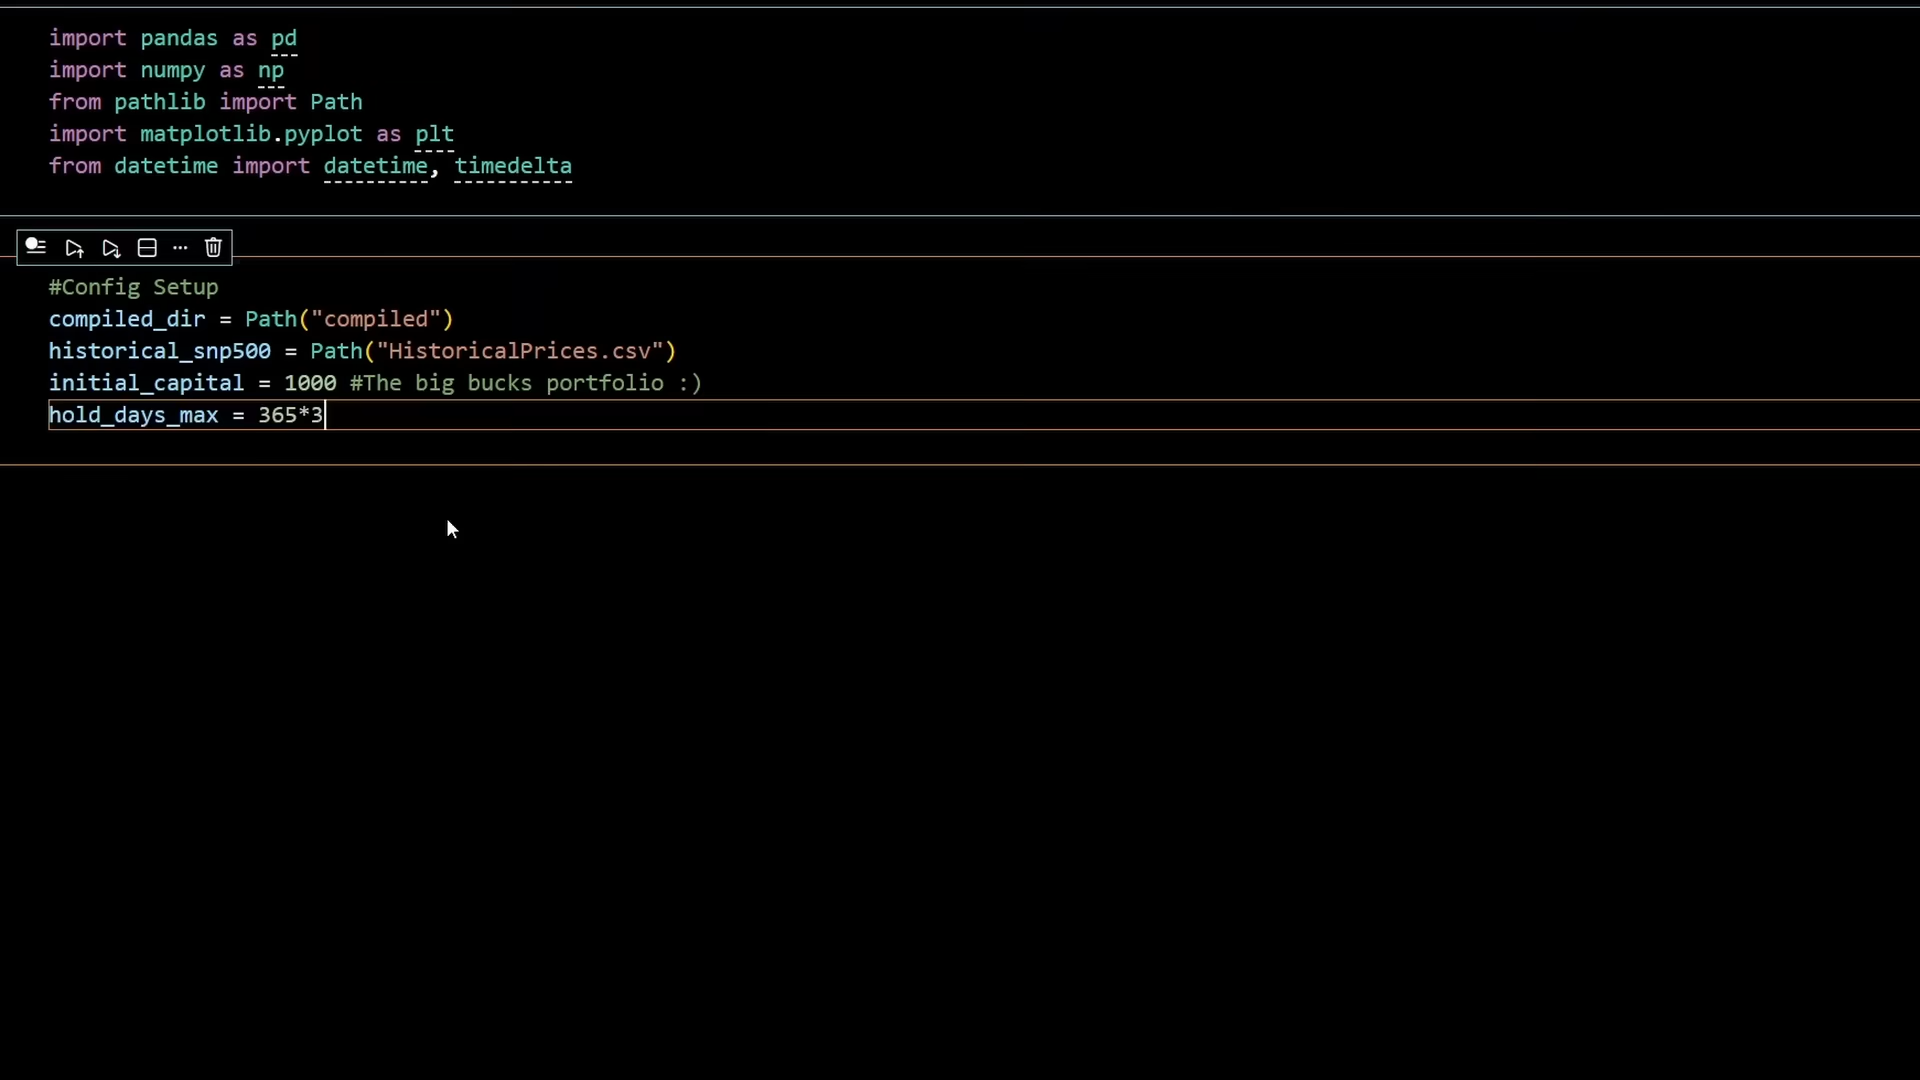 import pandas as pd
import numpy as np
from pathlib import Path
import matplotlib.pyplot as plt
from datetime import datetime, timedelta
#Config Setup
compiled_dir = Path("compiled")
historical_snp500 = Path("HistoricalPrices.csv")
initial_capital = 1000 #The big bucks portfolio :)
hold_days_max = 365*3